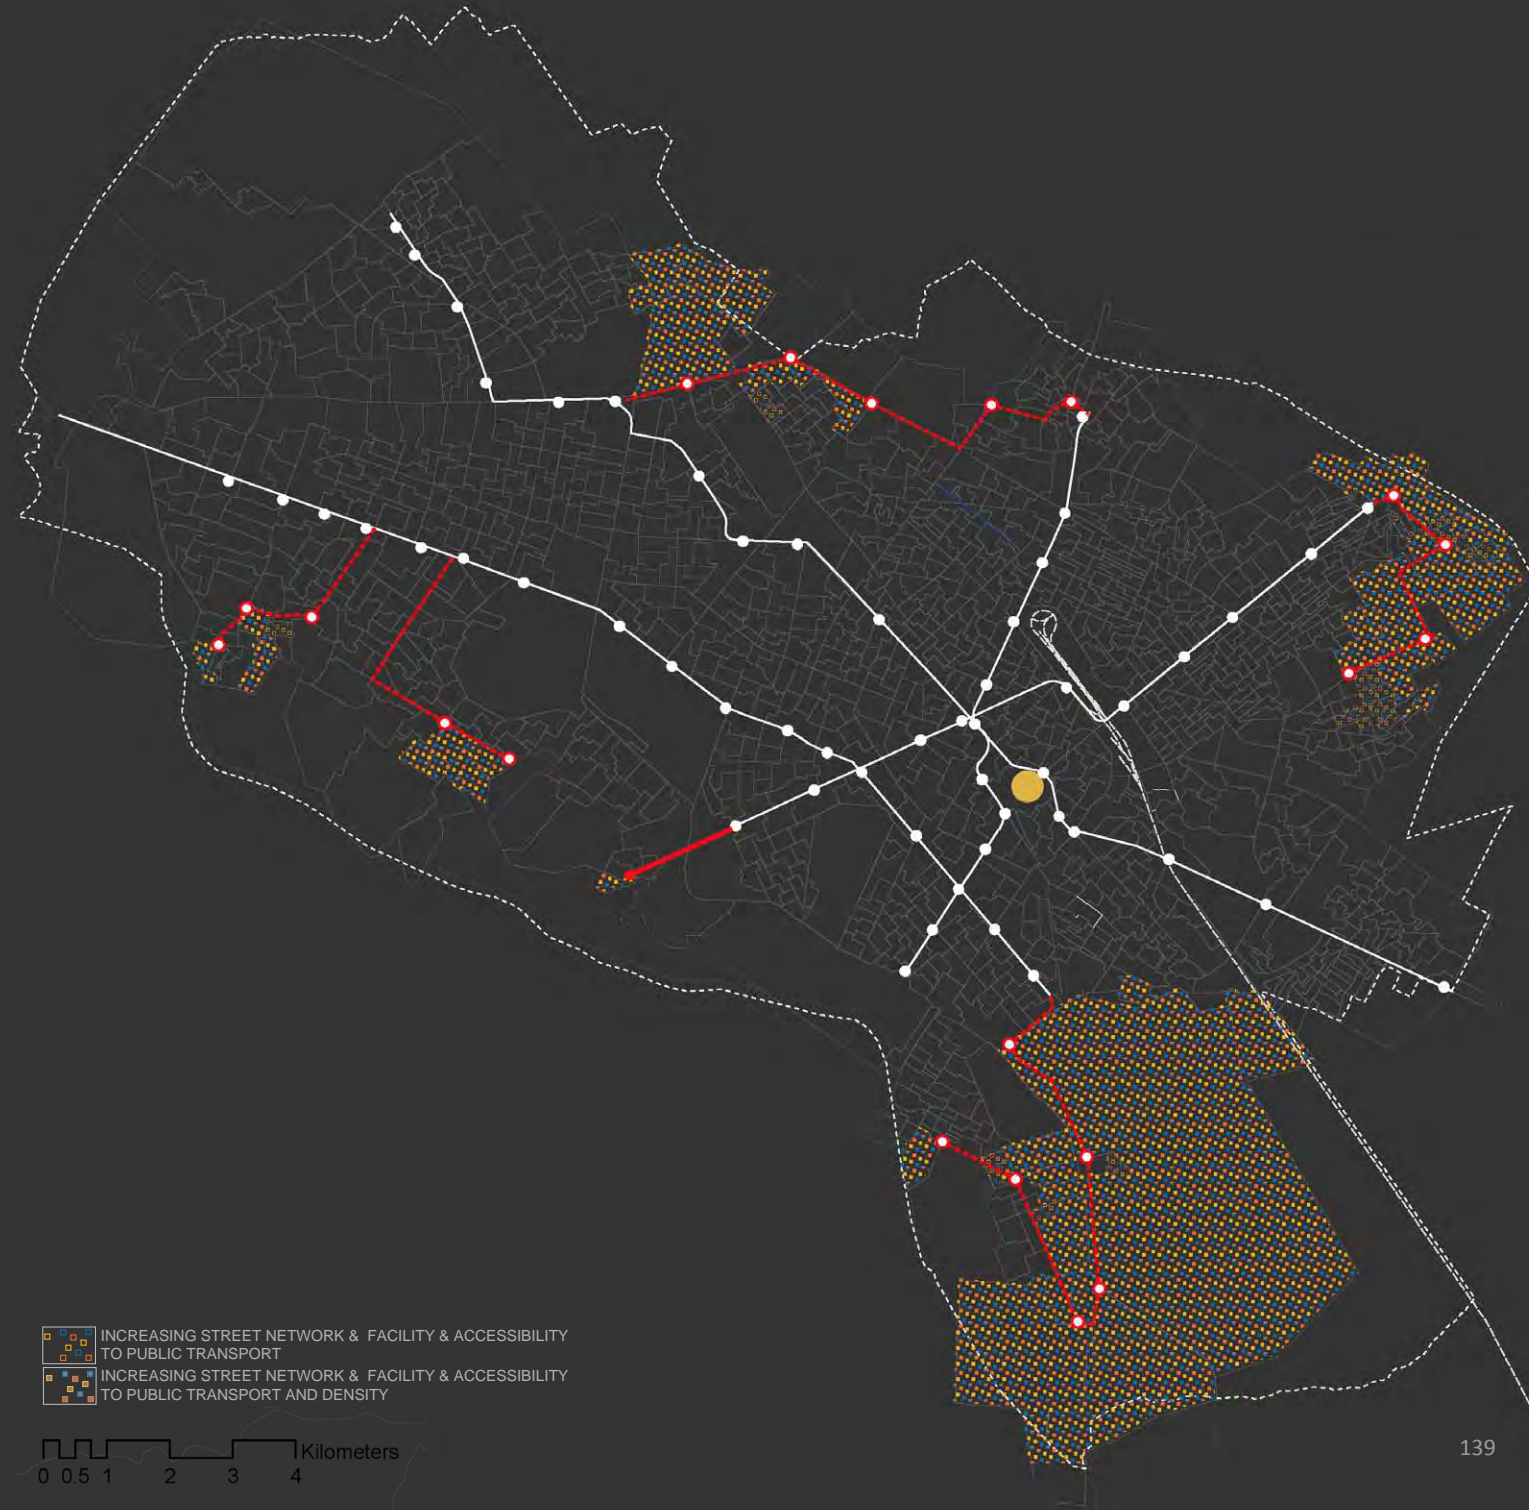 INCREASING STREET NETWORK & FACILITY & ACCESSIBILITY
TO PUBLIC TRANSPORT
INCREASING STREET NETWORK & FACILITY & ACCESSIBILITY
TO PUBLIC TRANSPORT AND DENSITY
Kilometers
0 0.5 1 2 3 4
139